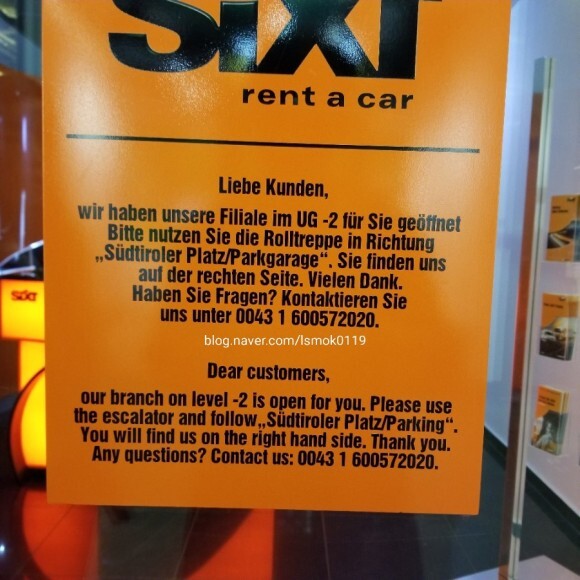 SIXT
rent a car
Liebe Kunden,
wir haben unsere Filiale im UG -2 für Sie geöffnet
Bitte nutzen Sie die Rolltreppe in Richtung
„Südtiroler Platz/Parkgarage“. Sie finden uns
auf der rechten Seite. Vielen Dank.
Haben Sie Fragen? Kontaktieren Sie
uns unter 0043 1 600572020.
blog.naver.com/lsmok0119
Dear customers,
our branch on level -2 is open for you. Please use
the escalator and follow„Südtiroler Platz/Parking“.
You will find us on the right hand side. Thank you.
Any questions? Contact us: 0043 1 600572020.
SIXT